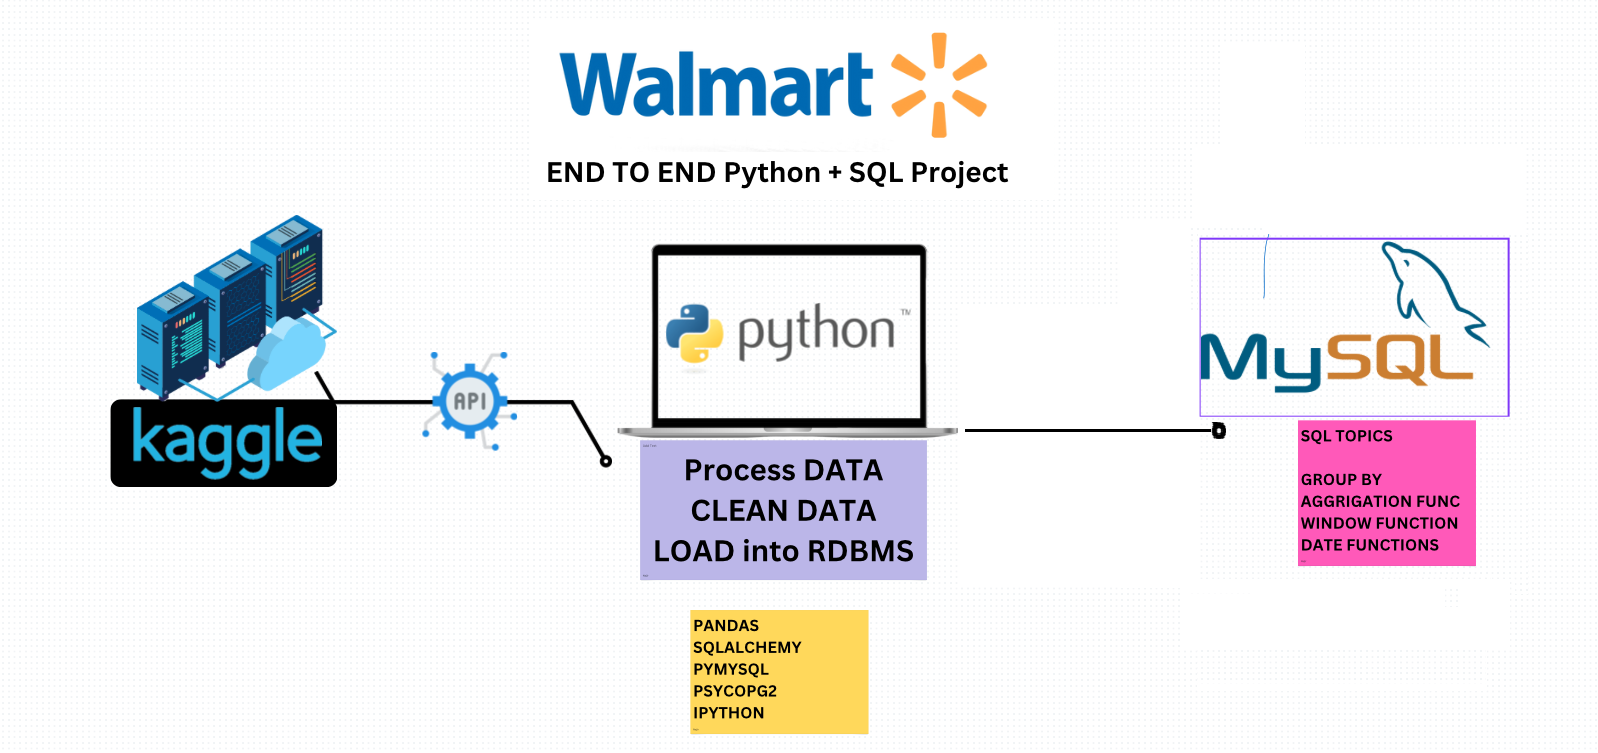 Walmart
END TO END Python + SQL Project
kaggle
API
python™
Process DATA
CLEAN DATA
LOAD into RDBMS
PANDAS
SQLALCHEMY
PYMYSQL
PSYCOPG2
IPYTHON
MySQL
SQL TOPICS
GROUP BY
AGGRIGATION FUNC
WINDOW FUNCTION
DATE FUNCTIONS